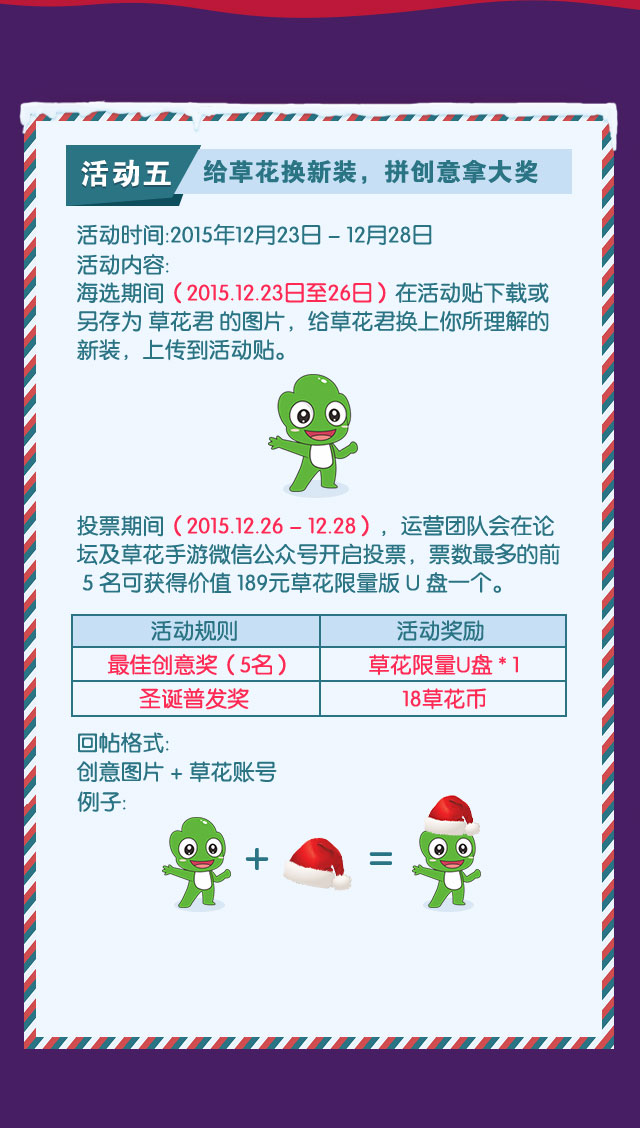 活动五 给草花换新装，拼创意拿大奖
活动时间:2015年12月23日 – 12月28日
活动内容:
海选期间（2015.12.23日至26日）在活动贴下载或
另存为 草花君 的图片，给草花君换上你所理解的
新装，上传到活动贴。
投票期间（2015.12.26 – 12.28），运营团队会在论
坛及草花手游微信公众号开启投票，票数最多的前
5 名可获得价值 189元草花限量版 U 盘一个。
活动规则 活动奖励
最佳创意奖（5名） 草花限量U盘 * 1
圣诞普发奖 18草花币
回帖格式:
创意图片 + 草花账号
例子:
+ =